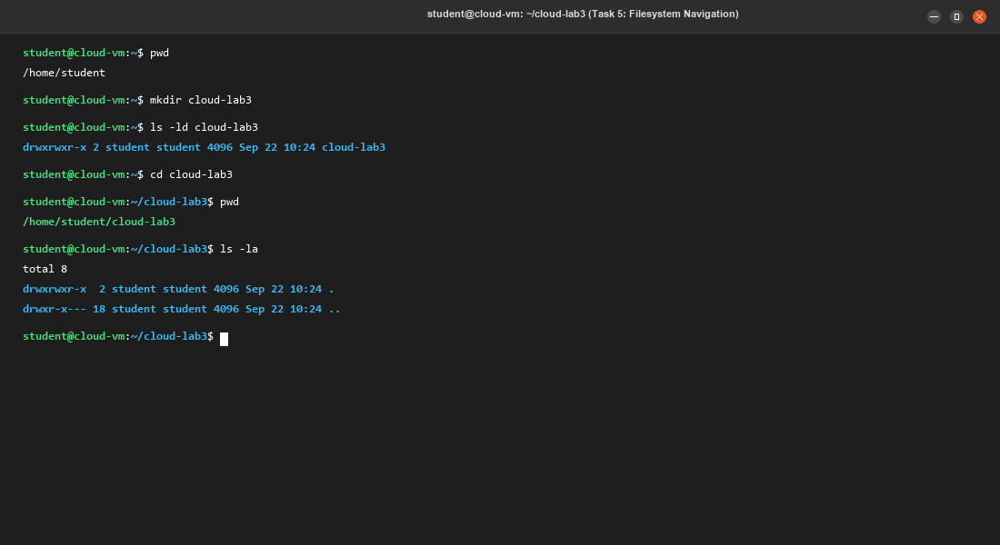 student@cloud-vm: ~/cloud-lab3 (Task 5: Filesystem Navigation)
student@cloud-vm:~$ pwd
/home/student
student@cloud-vm:~$ mkdir cloud-lab3
student@cloud-vm:~$ ls -ld cloud-lab3
drwxrwxr-x 2 student student 4096 Sep 22 10:24 cloud-lab3
student@cloud-vm:~$ cd cloud-lab3
student@cloud-vm:~/cloud-lab3$ pwd
/home/student/cloud-lab3
student@cloud-vm:~/cloud-lab3$ ls -la
total 8
drwxrwxr-x  2 student student 4096 Sep 22 10:24 .
drwxr-x--- 18 student student 4096 Sep 22 10:24 ..
student@cloud-vm:~/cloud-lab3$